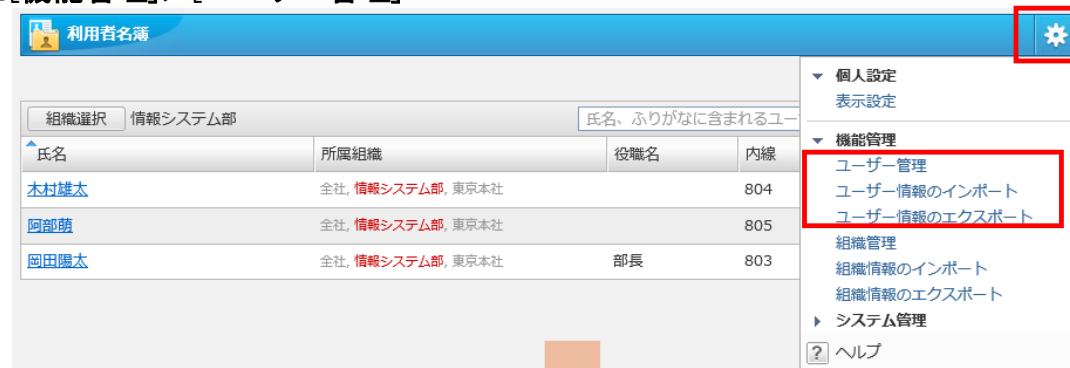 利用者名簿
組織選択 情報システム部 氏名、ふりがなに含まれるユー
氏名 所属組織 役職名 内線
木村雄太 全社, 情報システム部, 東京本社 804
阿部萌 全社, 情報システム部, 東京本社 805
岡田陽太 全社, 情報システム部, 東京本社 部長 803
個人設定
表示設定
機能管理
ユーザー管理
ユーザー情報のインポート
ユーザー情報のエクスポート
組織管理
組織情報のインポート
組織情報のエクスポート
システム管理
? ヘルプ